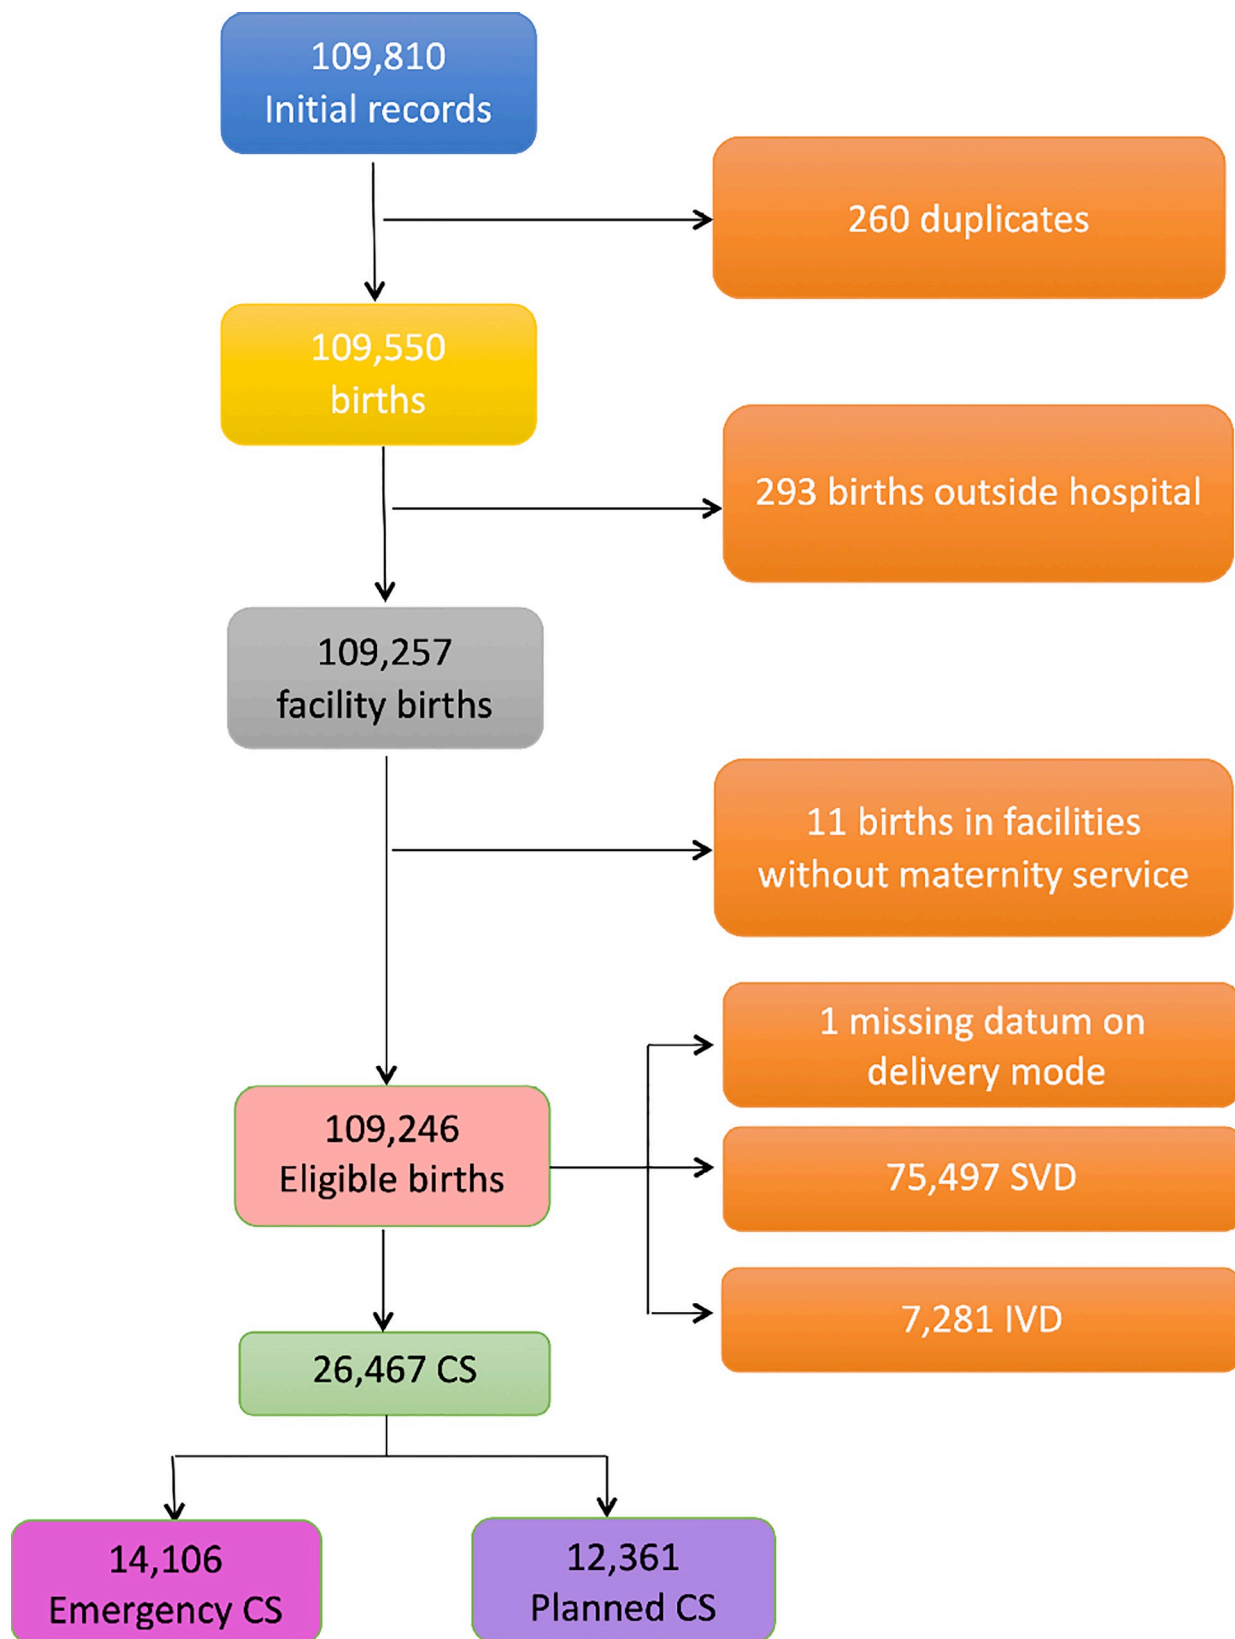 109,810
Initial records
260 duplicates
109,550
births
293 births outside hospital
109,257
facility births
11 births in facilities
without maternity service
1 missing datum on
delivery mode
109,246
Eligible births
75,497 SVD
7,281 IVD
26,467 CS
14,106
Emergency CS
12,361
Planned CS